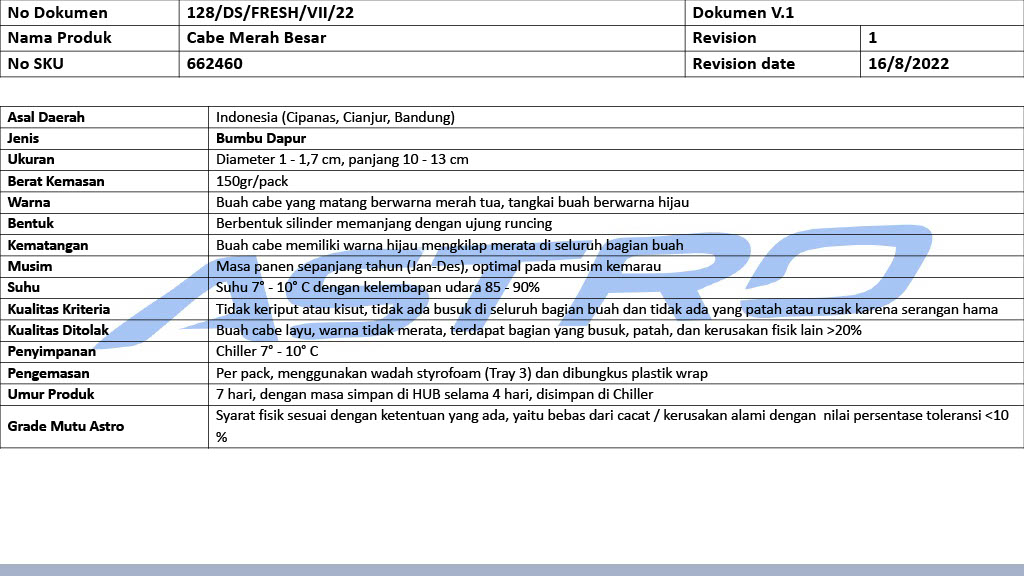 No Dokumen 128/DS/FRESH/VII/22 Dokumen V.1
Nama Produk Cabe Merah Besar Revision 1
No SKU 662460 Revision date 16/8/2022
Asal Daerah Indonesia (Cipanas, Cianjur, Bandung)
Jenis Bumbu Dapur
Ukuran Diameter 1 - 1,7 cm, panjang 10 - 13 cm
Berat Kemasan 150gr/pack
Warna Buah cabe yang matang berwarna merah tua, tangkai buah berwarna hijau
Bentuk Berbentuk silinder memanjang dengan ujung runcing
Kematangan Buah cabe memiliki warna hijau mengkilap merata di seluruh bagian buah
Musim Masa panen sepanjang tahun (Jan-Des), optimal pada musim kemarau
Suhu Suhu 7° - 10° C dengan kelembapan udara 85 - 90%
Kualitas Kriteria Tidak keriput atau kisut, tidak ada busuk di seluruh bagian buah dan tidak ada yang patah atau rusak karena serangan hama
Kualitas Ditolak Buah cabe layu, warna tidak merata, terdapat bagian yang busuk, patah, dan kerusakan fisik lain >20%
Penyimpanan Chiller 7° - 10° C
Pengemasan Per pack, menggunakan wadah styrofoam (Tray 3) dan dibungkus plastik wrap
Umur Produk 7 hari, dengan masa simpan di HUB selama 4 hari, disimpan di Chiller
Grade Mutu Astro Syarat fisik sesuai dengan ketentuan yang ada, yaitu bebas dari cacat / kerusakan alami dengan nilai persentase toleransi <10
%
ASTRO